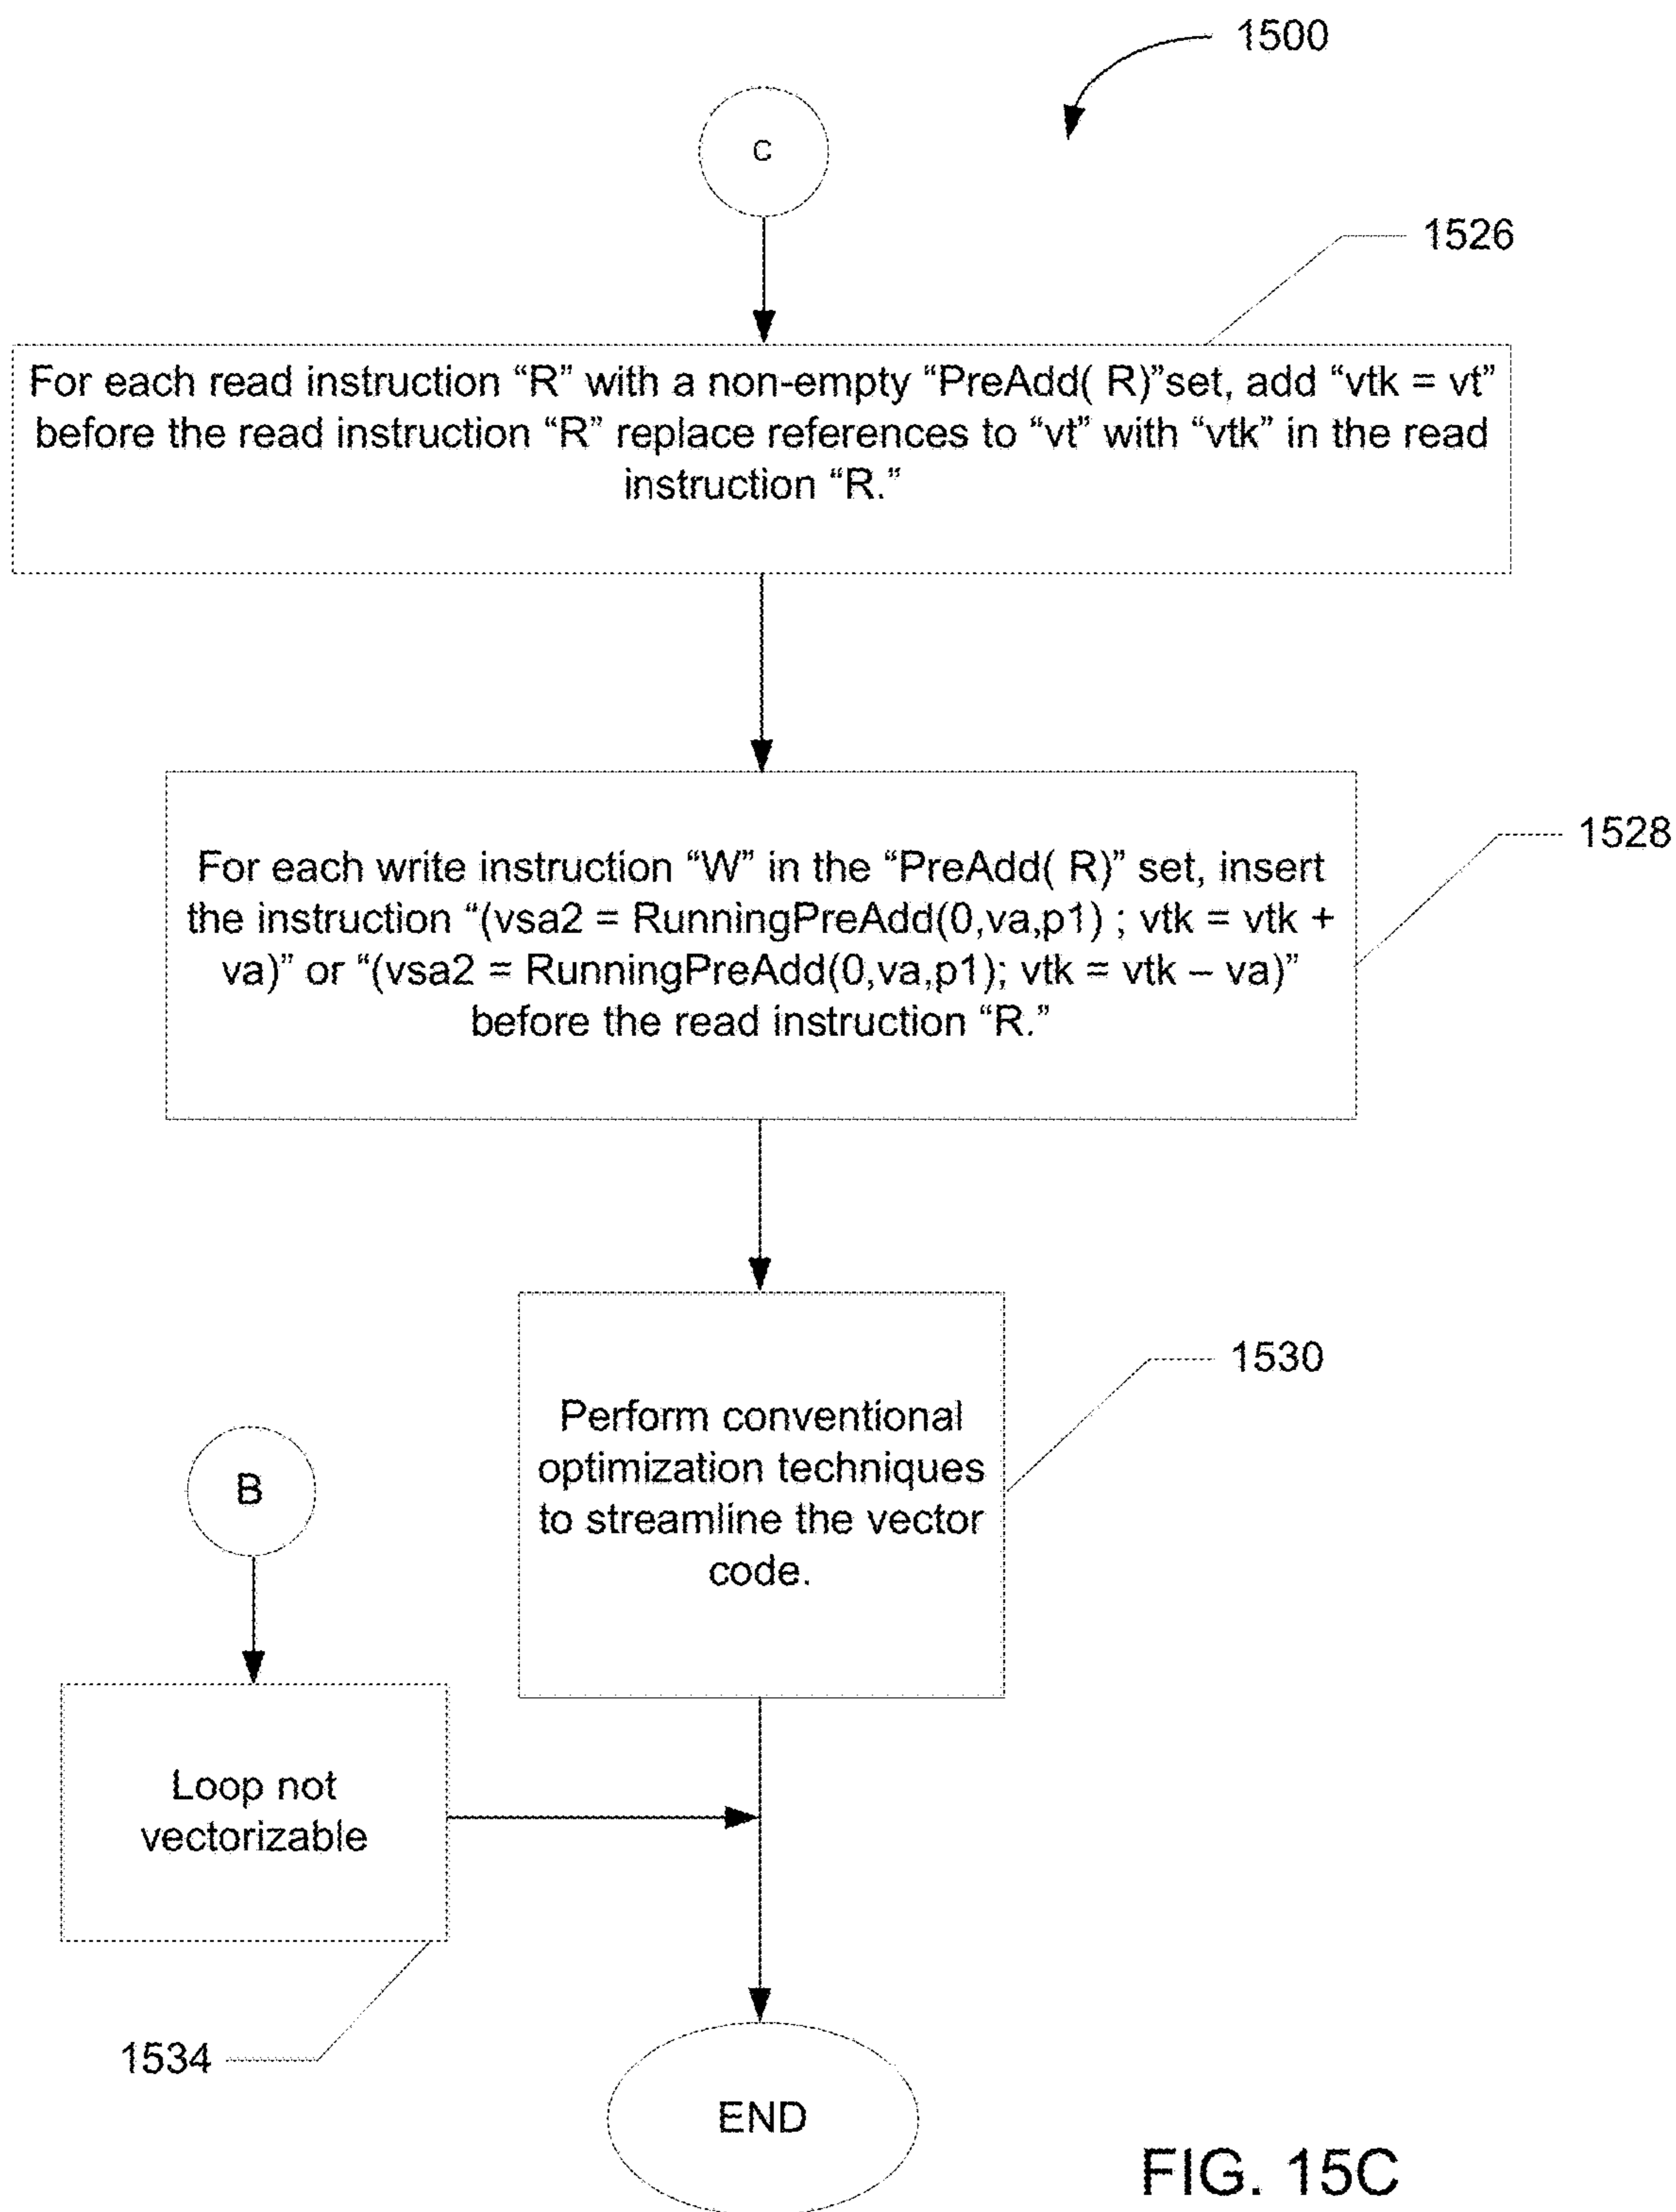 1500
c
1526
For each read instruction “R” with a non-empty “PreAdd( R)”set, add “vtk = vt”
before the read instruction “R” replace references to “vt” with “vtk” in the read
instruction “R.”
1528
For each write instruction “W” in the “PreAdd( R)” set, insert
the instruction “(vsa2 = RunningPreAdd(0,va,p1) ; vtk = vtk +
va)” or “(vsa2 = RunningPreAdd(0,va,p1); vtk = vtk – va)”
before the read instruction “R.”
1530
Perform conventional
optimization techniques
to streamline the vector
code.
B
Loop not
vectorizable
1534
END
FIG. 15C